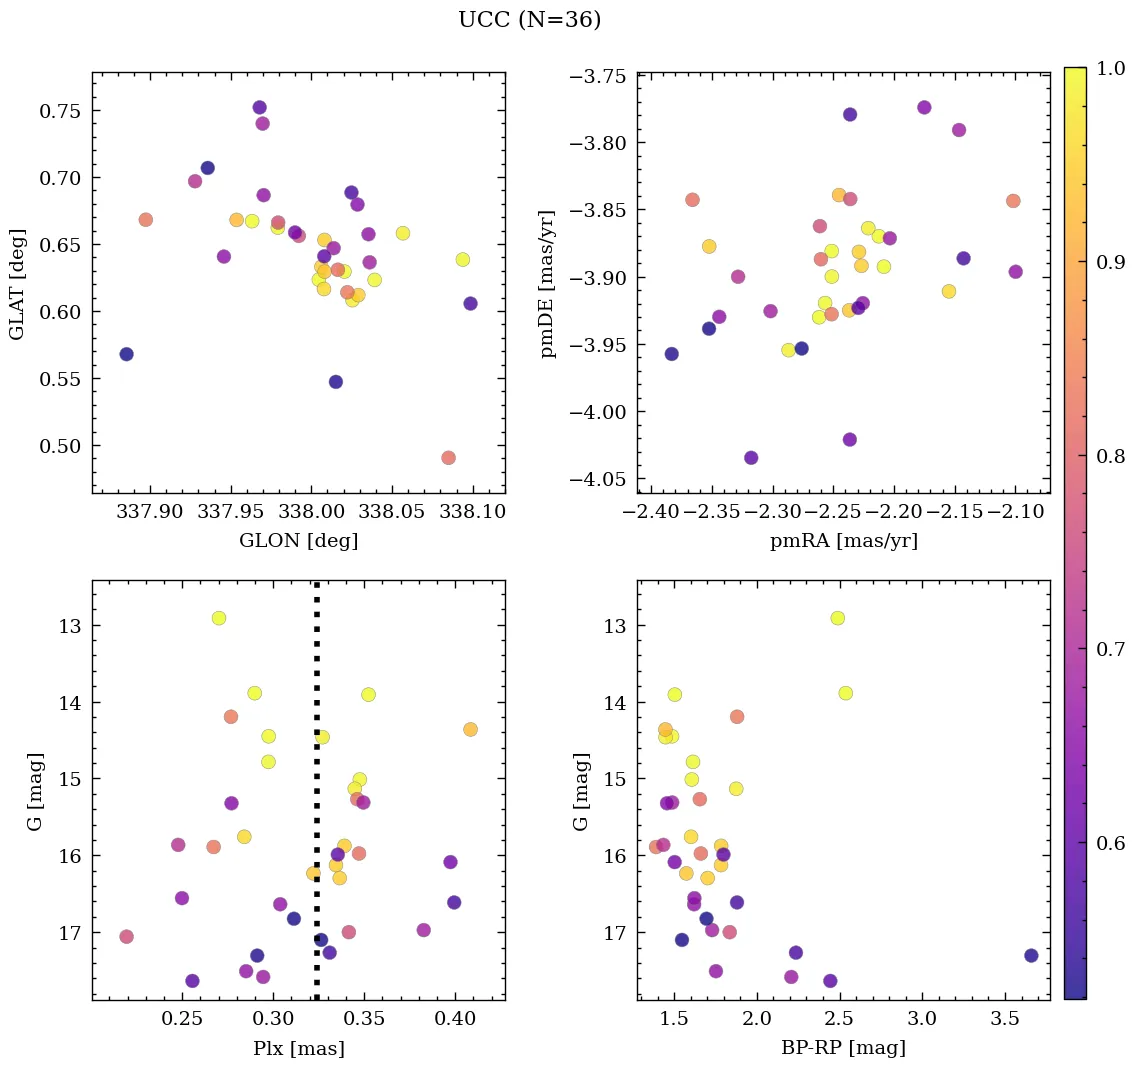 UCC (N=36)
0.75
0.70
0.65
0.60
0.55
0.50
GLAT [deg]
337.90 337.95 338.00 338.05 338.10
GLON [deg]
−3.75
−3.80
−3.85
−3.90
−3.95
−4.00
−4.05
pmDE [mas/yr]
−2.40 −2.35 −2.30 −2.25 −2.20 −2.15 −2.10
pmRA [mas/yr]
1.0
0.9
0.8
0.7
0.6
13
14
15
16
17
G [mag]
0.25 0.30 0.35 0.40
Plx [mas]
13
14
15
16
17
G [mag]
1.5 2.0 2.5 3.0 3.5
BP-RP [mag]